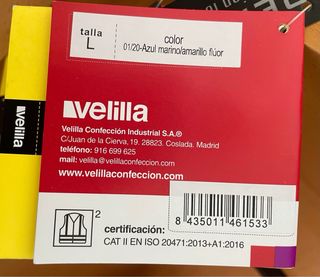 talla
L
color
01/20-Azul marino/amarillo flúor
velilla
velilla
Velilla Confección Industrial S.A.®
C/Juan de la Cierva, 19. 28823. Coslada. Madrid
teléfono: 916 699 625
mail: velilla@velillaconfeccion.com
www.velillaconfeccion.com
2
8 435011 461533
certificación:
CAT II EN ISO 20471:2013+A1:2016